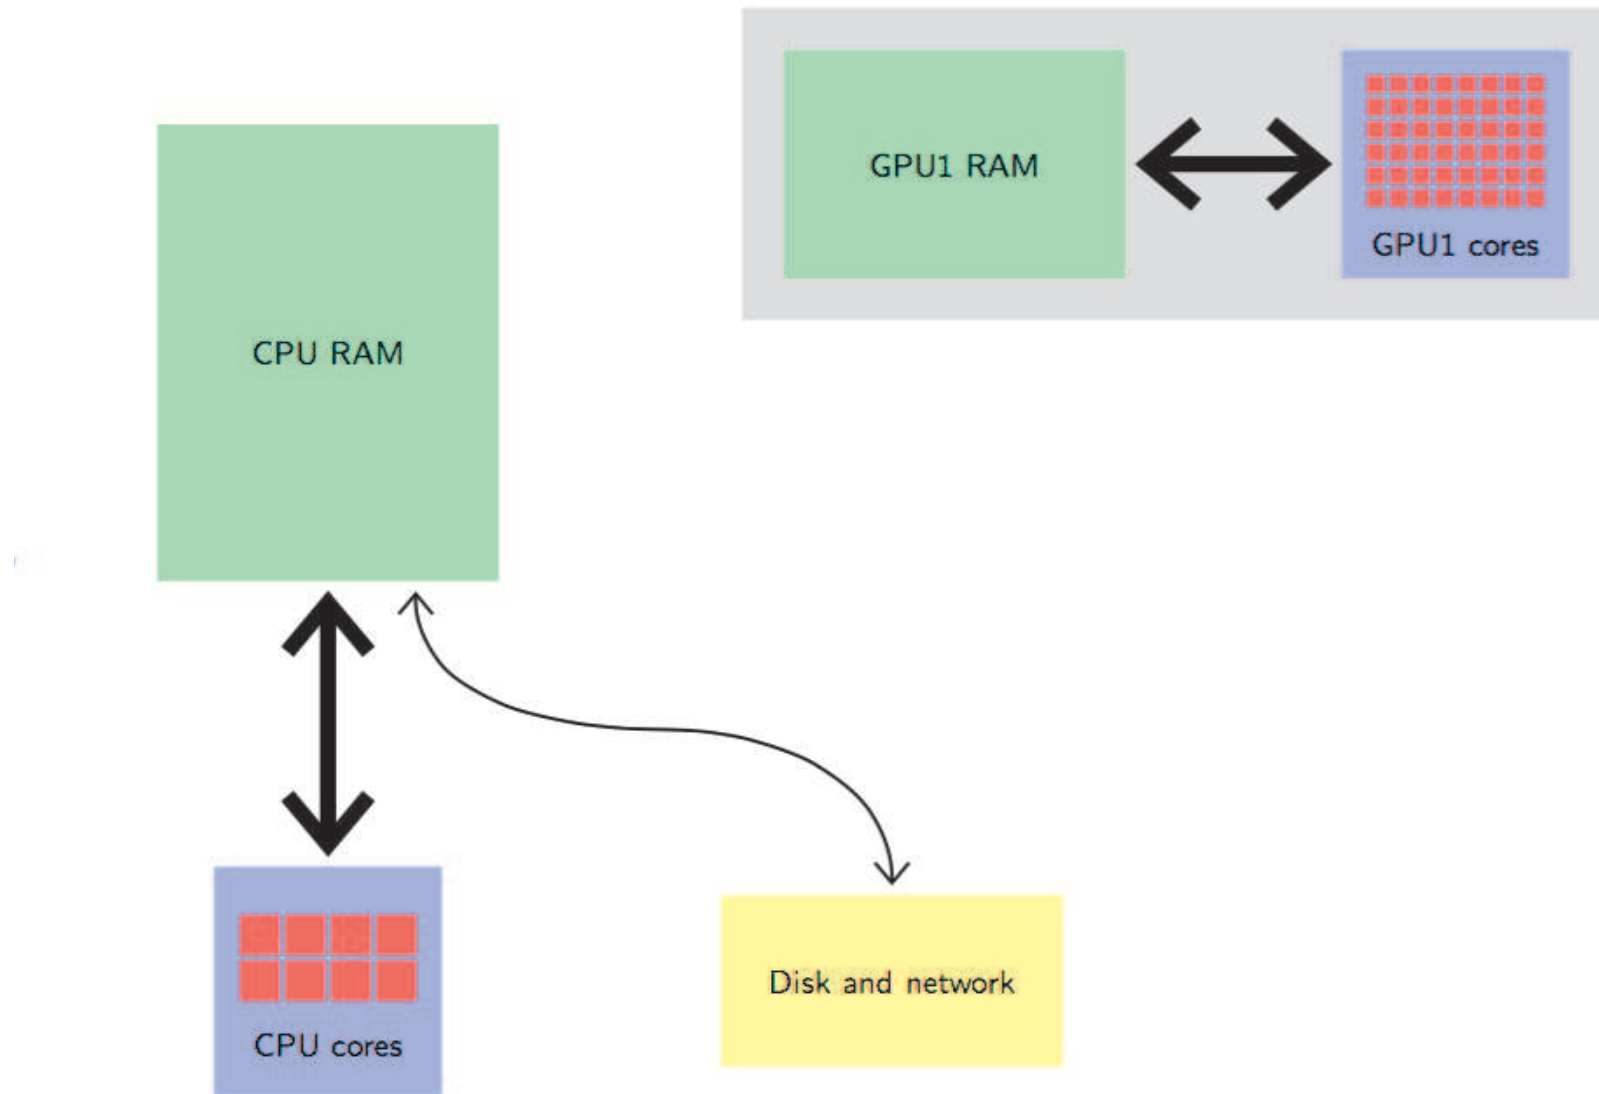 GPU1 RAM
GPU1 cores
CPU RAM
Disk and network
CPU cores